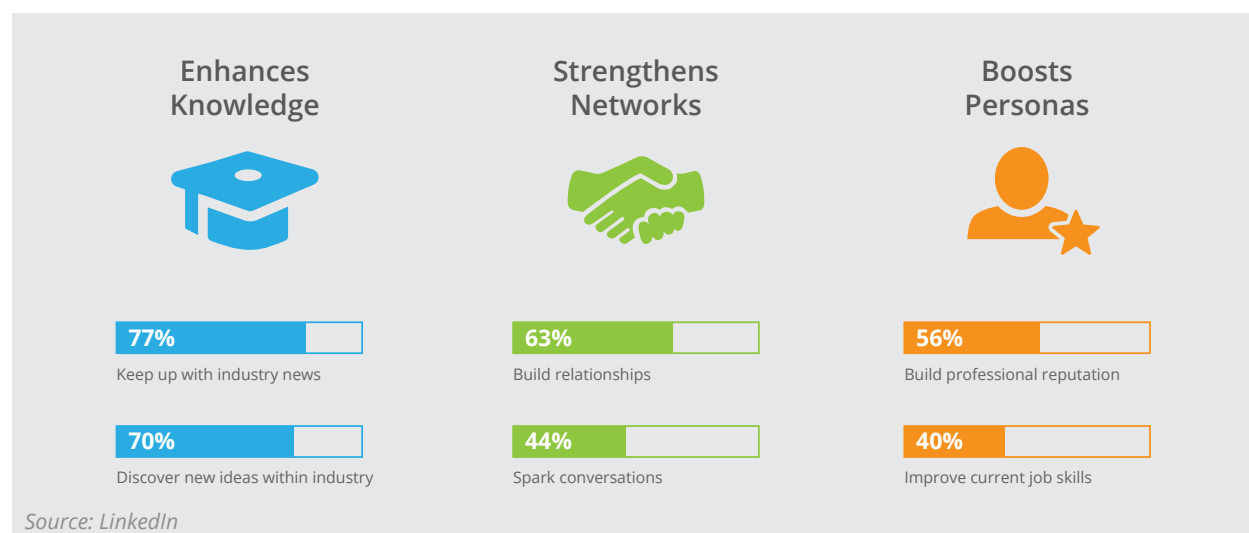 Enhances
Knowledge
77%
Keep up with industry news
70%
Discover new ideas within industry
Strengthens
Networks
63%
Build relationships
44%
Spark conversations
Boosts
Personas
56%
Build professional reputation
40%
Improve current job skills
Source: LinkedIn